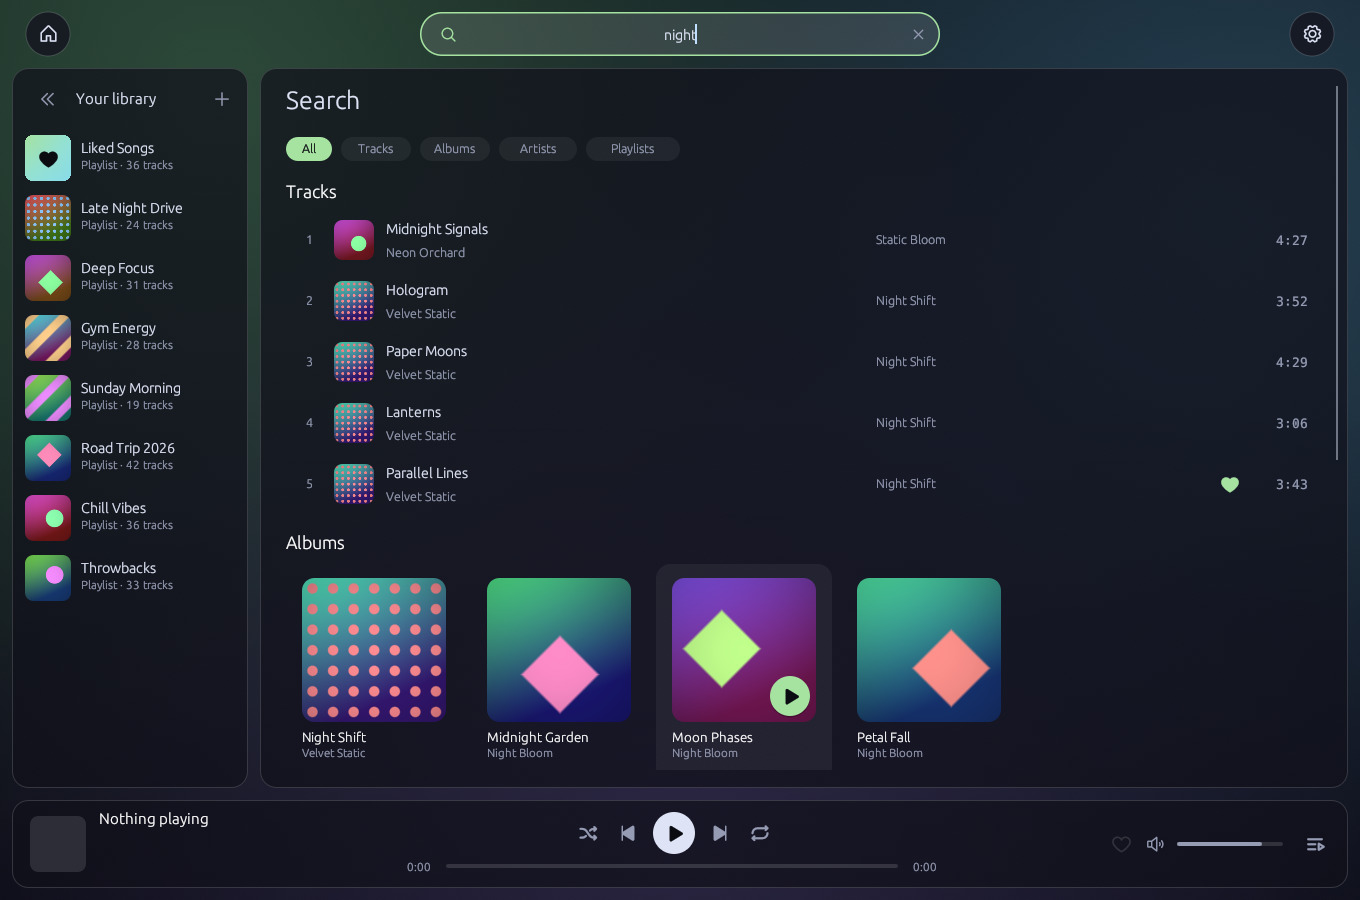 night
Your library
Liked Songs
Playlist · 36 tracks
Late Night Drive
Playlist · 24 tracks
Deep Focus
Playlist · 31 tracks
Gym Energy
Playlist · 28 tracks
Sunday Morning
Playlist · 19 tracks
Road Trip 2026
Playlist · 42 tracks
Chill Vibes
Playlist · 36 tracks
Throwbacks
Playlist · 33 tracks
Search
All Tracks Albums Artists Playlists
Tracks
1 Midnight Signals Static Bloom 4:27
Neon Orchard
2 Hologram Night Shift 3:52
Velvet Static
3 Paper Moons Night Shift 4:29
Velvet Static
4 Lanterns Night Shift 3:06
Velvet Static
5 Parallel Lines Night Shift 3:43
Velvet Static
Albums
Night Shift
Velvet Static
Midnight Garden
Night Bloom
Moon Phases
Night Bloom
Petal Fall
Night Bloom
Nothing playing
0:00 0:00